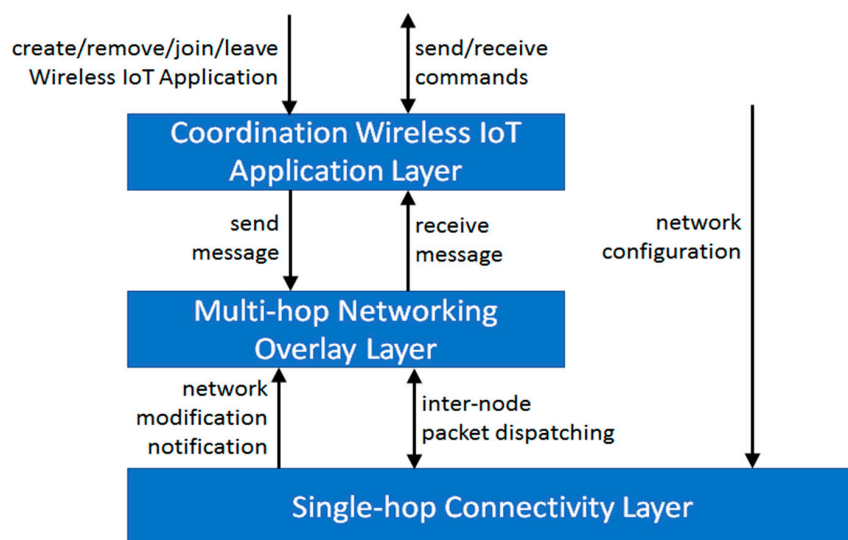 create/remove/join/leave
Wireless IoT Application
send/receive
commands
Coordination Wireless IoT
Application Layer
send
message
receive
message
network
configuration
Multi-hop Networking
Overlay Layer
network
modification
notification
inter-node
packet dispatching
Single-hop Connectivity Layer